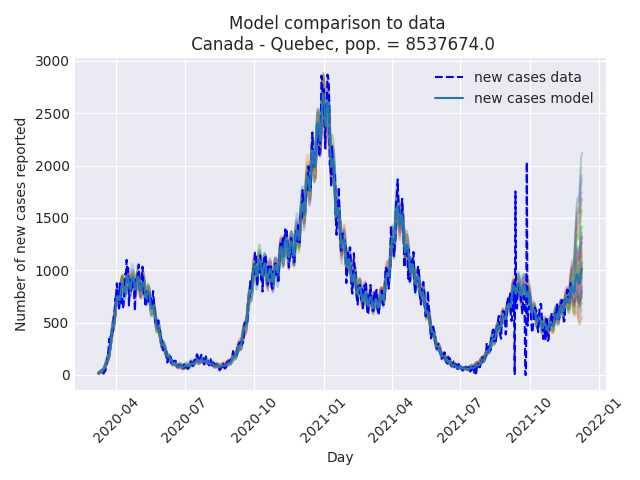 Model comparison to data
Canada - Quebec, pop. = 8537674.0
3000
2500
2000
1500
1000
500
0
Number of new cases reported
new cases data
new cases model
2020-04
2020-07
2020-10
2021-01
2021-04
2021-07
2021-10
2022-01
Day